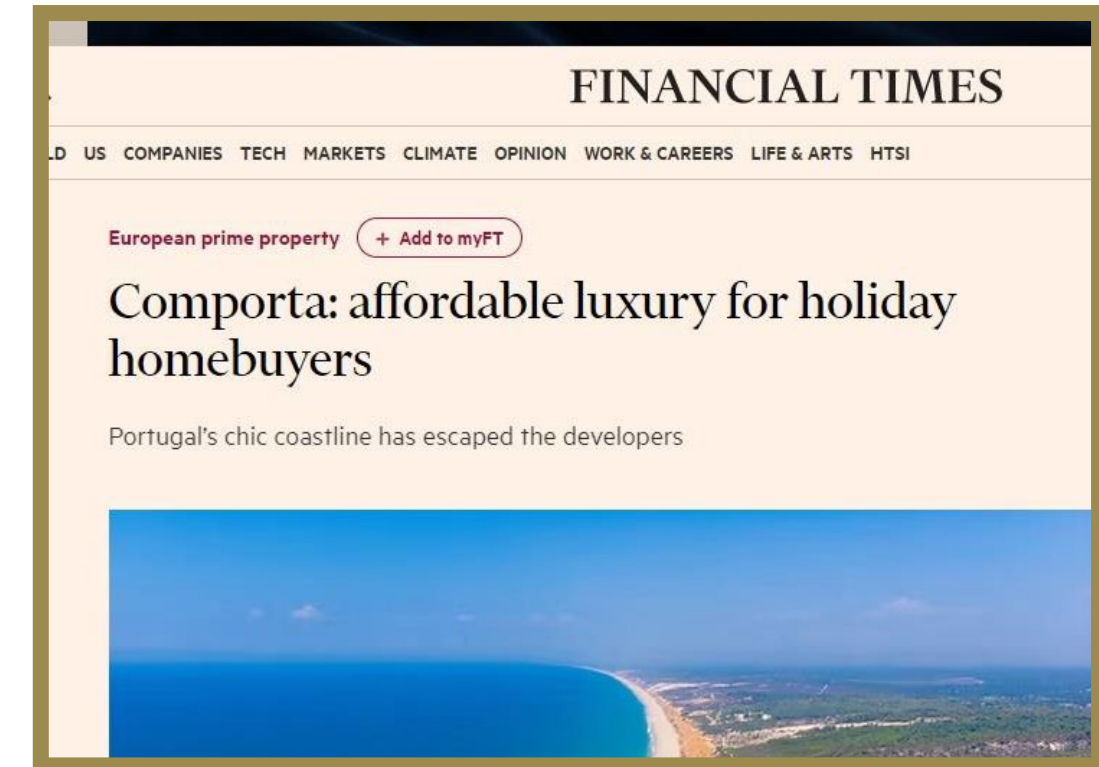 FINANCIAL TIMES
US COMPANIES TECH MARKETS CLIMATE OPINION WORK & CAREERS LIFE & ARTS HTSI
European prime property + Add to myFT
Comporta: affordable luxury for holiday
homebuyers
Portugal's chic coastline has escaped the developers